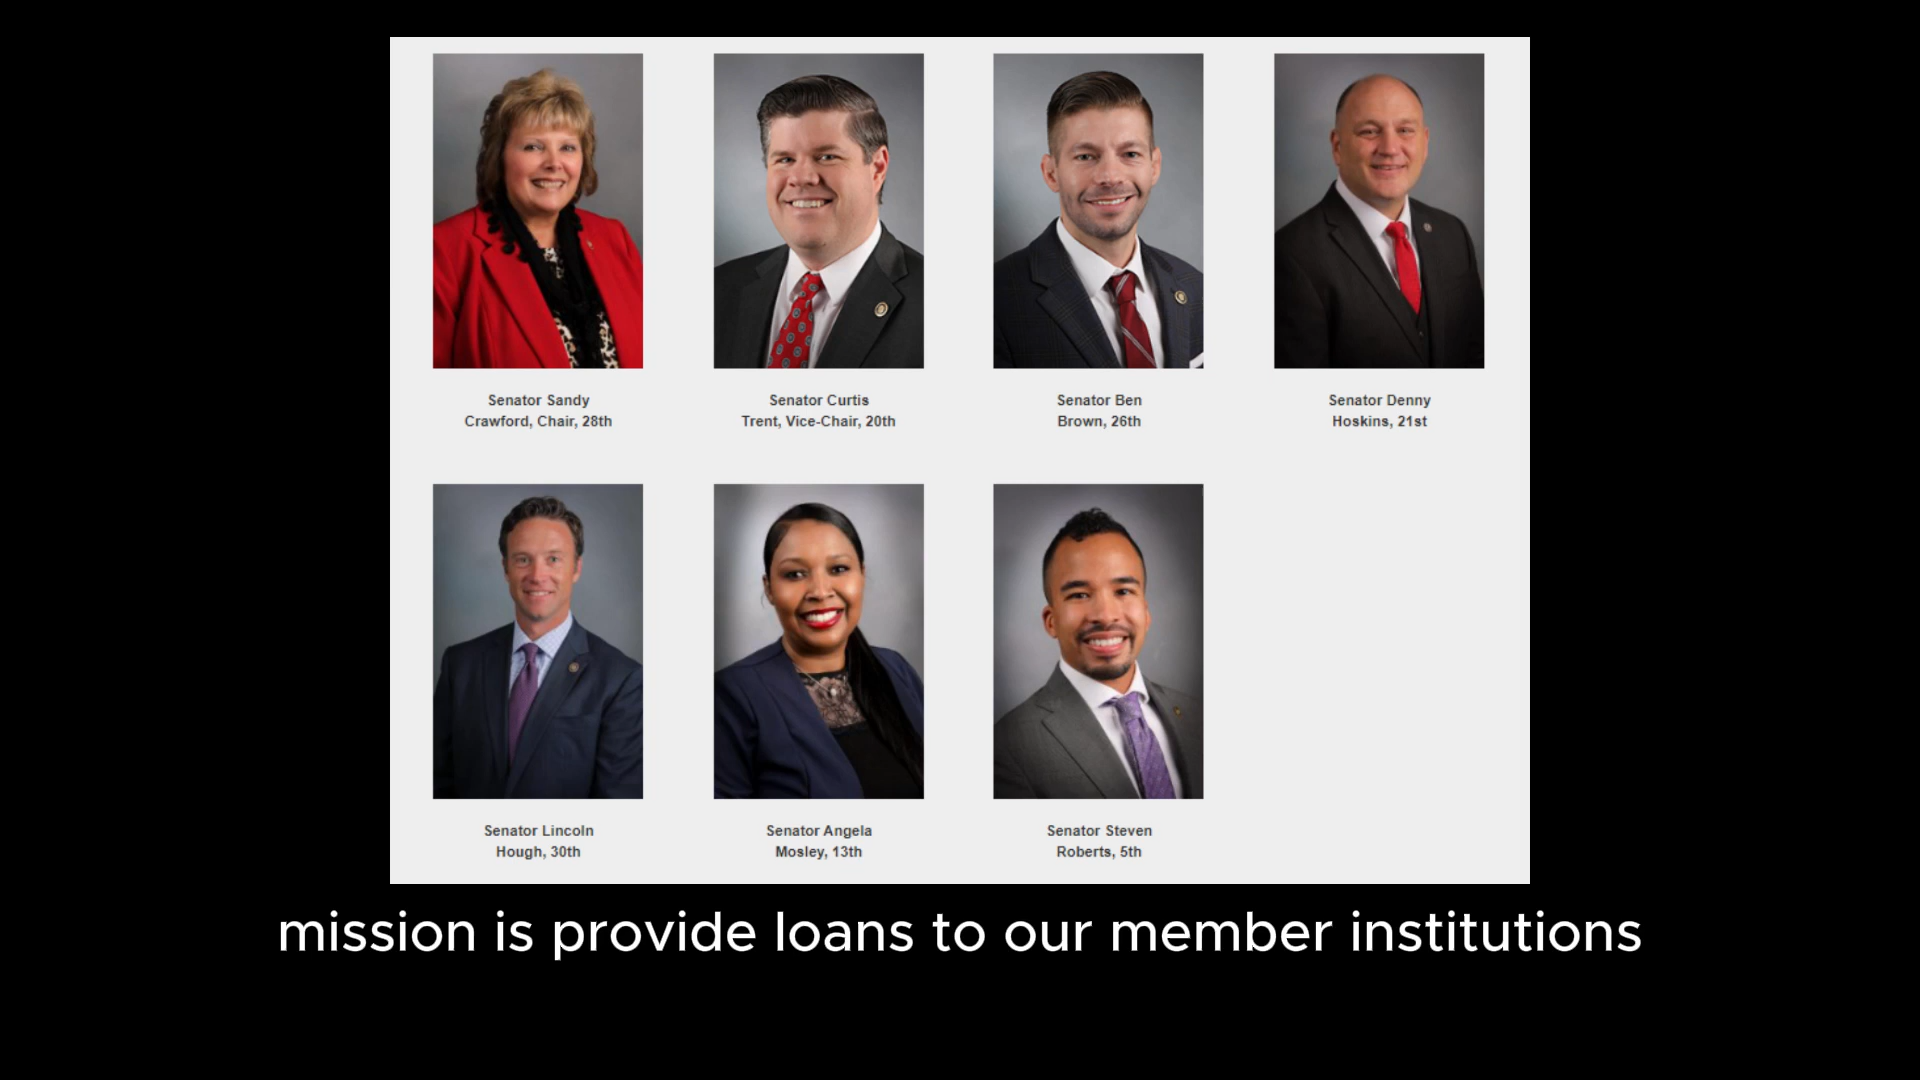 Senator Sandy
Crawford, Chair, 28th
Senator Curtis
Trent, Vice-Chair, 20th
Senator Ben
Brown, 26th
Senator Denny
Hoskins, 21st
Senator Lincoln
Hough, 30th
Senator Angela
Mosley, 13th
Senator Steven
Roberts, 5th
mission is provide loans to our member institutions